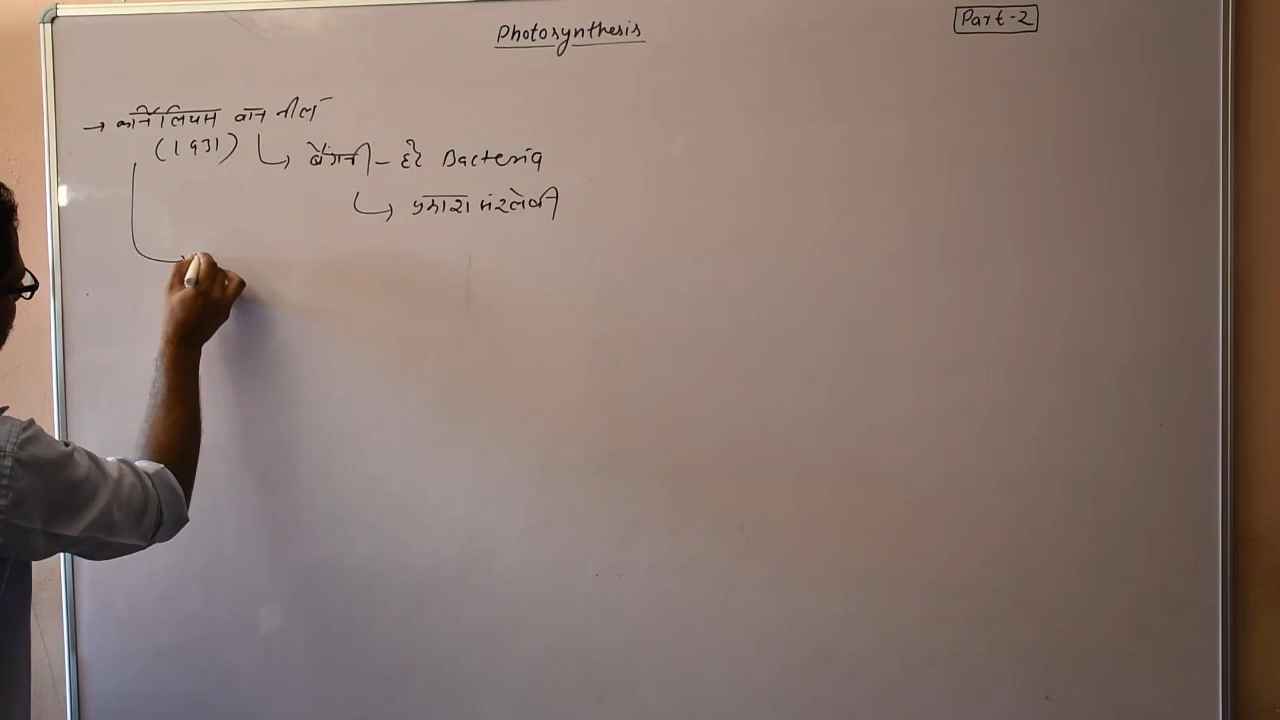 Photosynthesis
Part-2
→ कॉर्नेलियस वॉन नील
(1931)
बैंगनी - हरे Bacteria
प्रकाश संश्लेषी